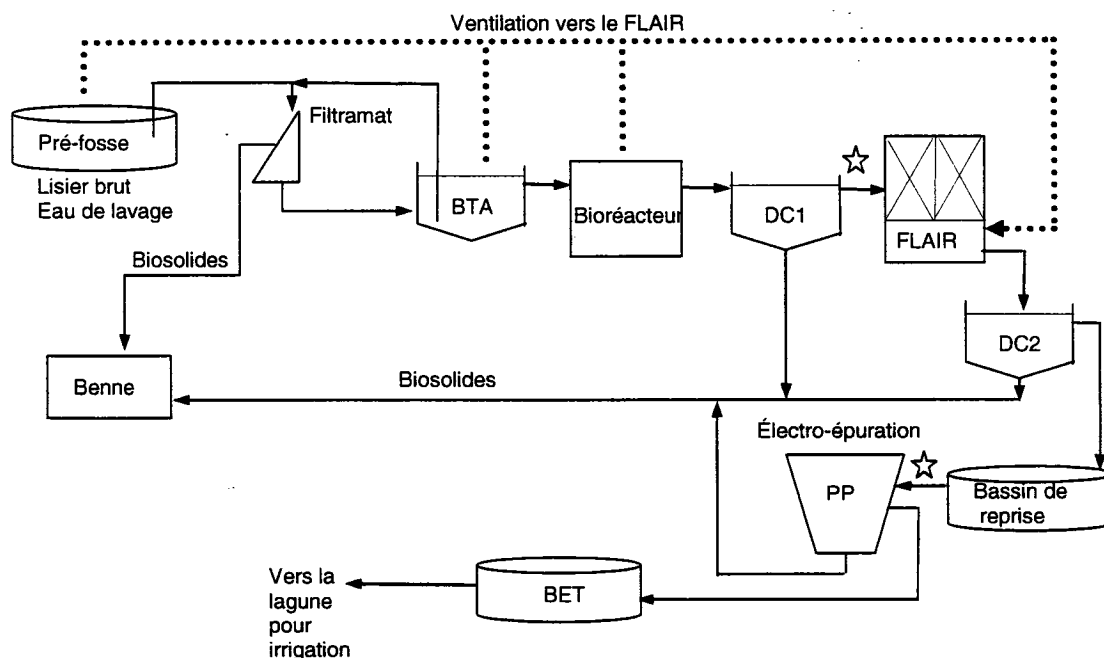 Ventilation vers le FLAIR
Filtramat
Pré-fosse
Lisier brut
Eau de lavage
BTA
Bioréacteur
DC1
FLAIR
Biosolides
DC2
Benne
Biosolides
Électro-épuration
PP
Bassin de
reprise
Vers la
lagune
pour
irrigation
BET